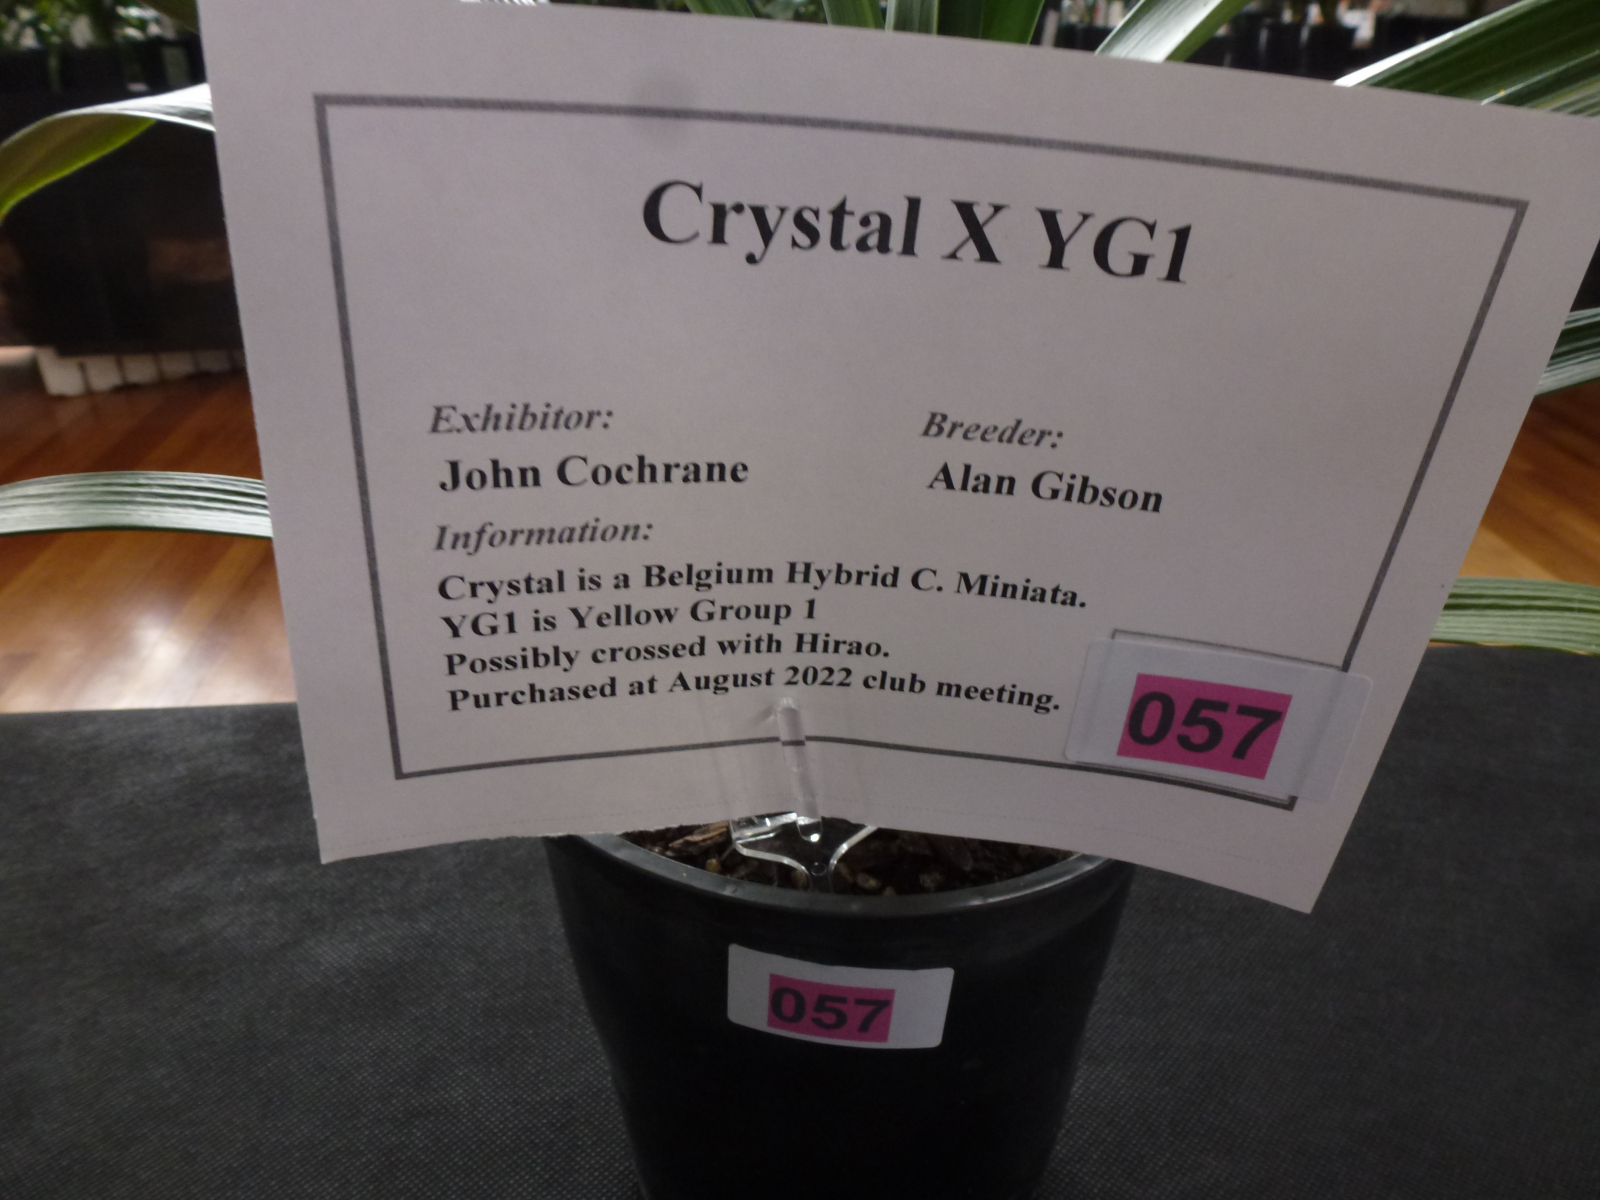 Crystal X YG1
Exhibitor: Breeder:
John Cochrane Alan Gibson
Information:
Crystal is a Belgium Hybrid C. Miniata.
YG1 is Yellow Group 1
Possibly crossed with Hirao.
Purchased at August 2022 club meeting.
057
057